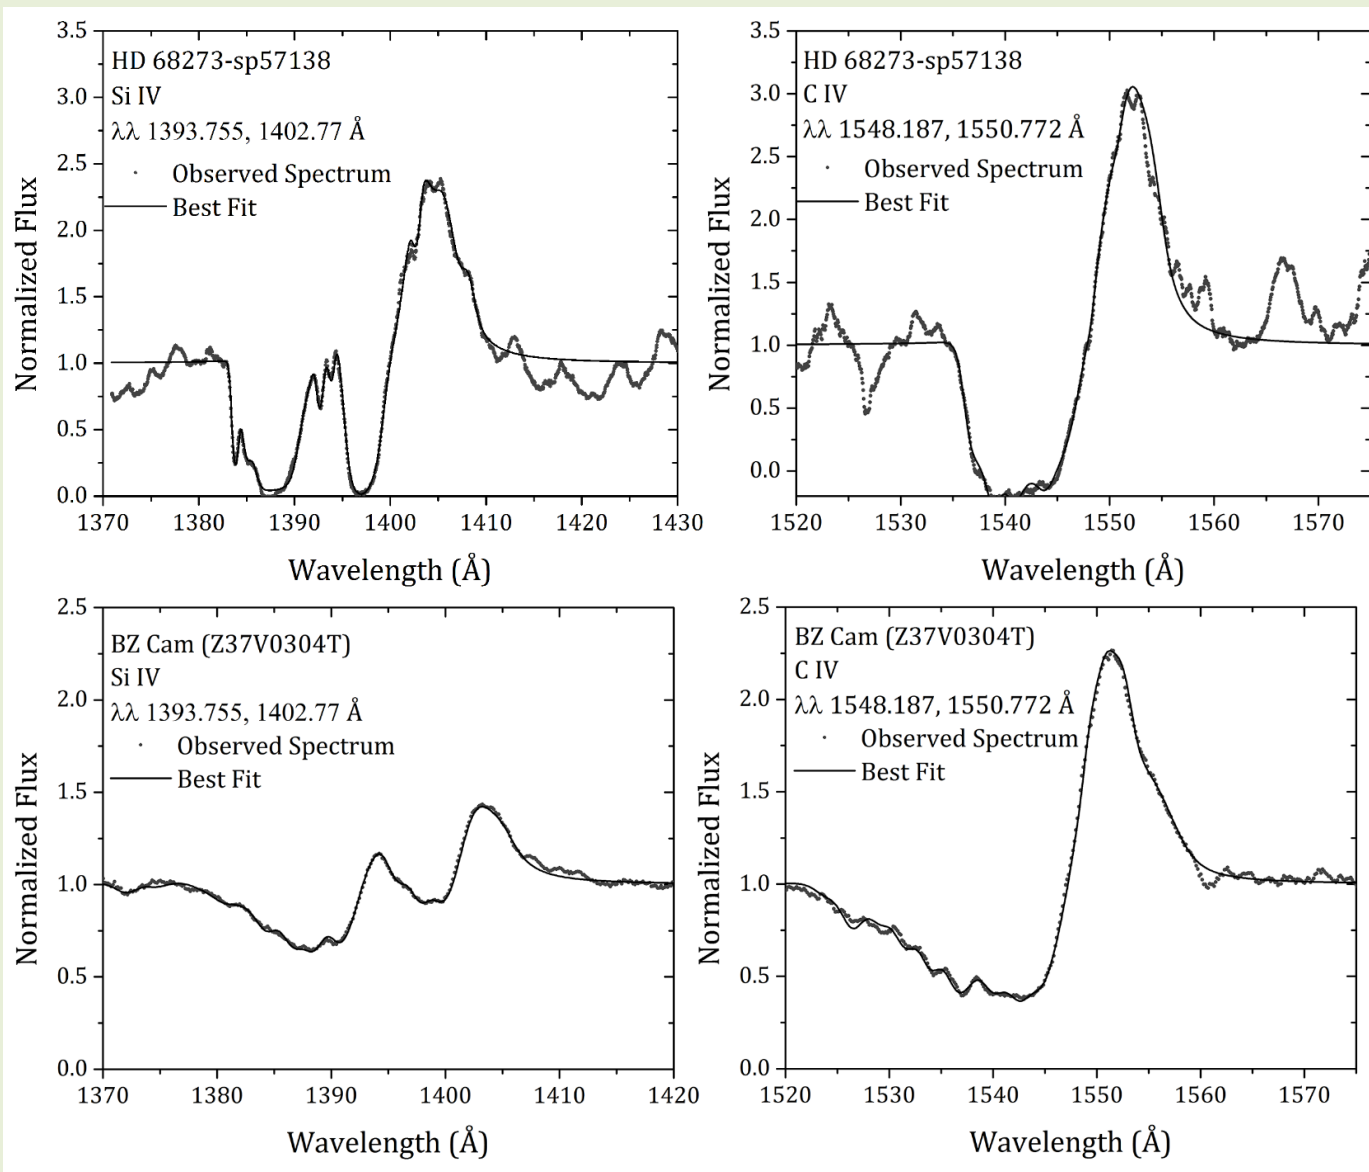 3.5
3.0
2.5
2.0
1.5
1.0
0.5
0.0
Normalized Flux
HD 68273-sp57138
Si IV
λλ 1393.755, 1402.77 Å
Observed Spectrum
Best Fit
1370 1380 1390 1400 1410 1420 1430
Wavelength (Å)
3.5
3.0
2.5
2.0
1.5
1.0
0.5
0.0
Normalized Flux
HD 68273-sp57138
C IV
λλ 1548.187, 1550.772 Å
Observed Spectrum
Best Fit
1520 1530 1540 1550 1560 1570
Wavelength (Å)
2.5
2.0
1.5
1.0
0.5
0.0
Normalized Flux
BZ Cam (Z37V0304T)
Si IV
λλ 1393.755, 1402.77 Å
Observed Spectrum
Best Fit
1370 1380 1390 1400 1410 1420
Wavelength (Å)
2.5
2.0
1.5
1.0
0.5
0.0
Normalized Flux
BZ Cam (Z37V0304T)
C IV
λλ 1548.187, 1550.772 Å
Observed Spectrum
Best Fit
1520 1530 1540 1550 1560 1570
Wavelength (Å)